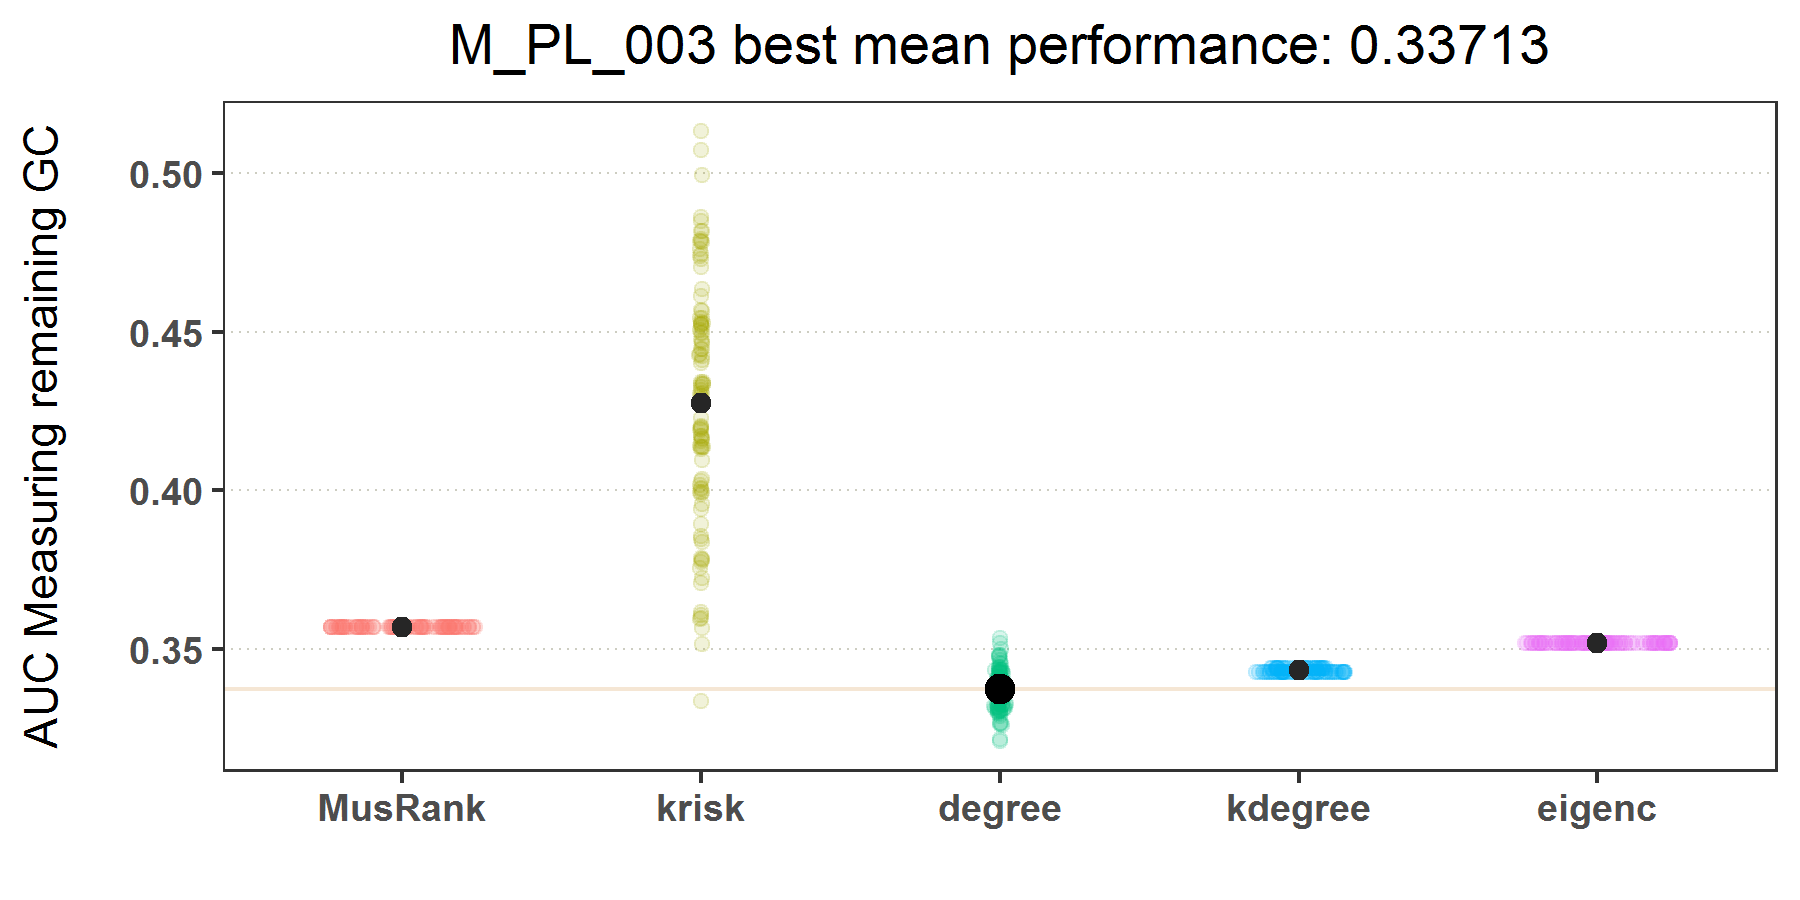 M_PL_003 best mean performance: 0.33713
AUC Measuring remaining GC
0.50
0.45
0.40
0.35
MusRank krisk degree kdegree eigenc